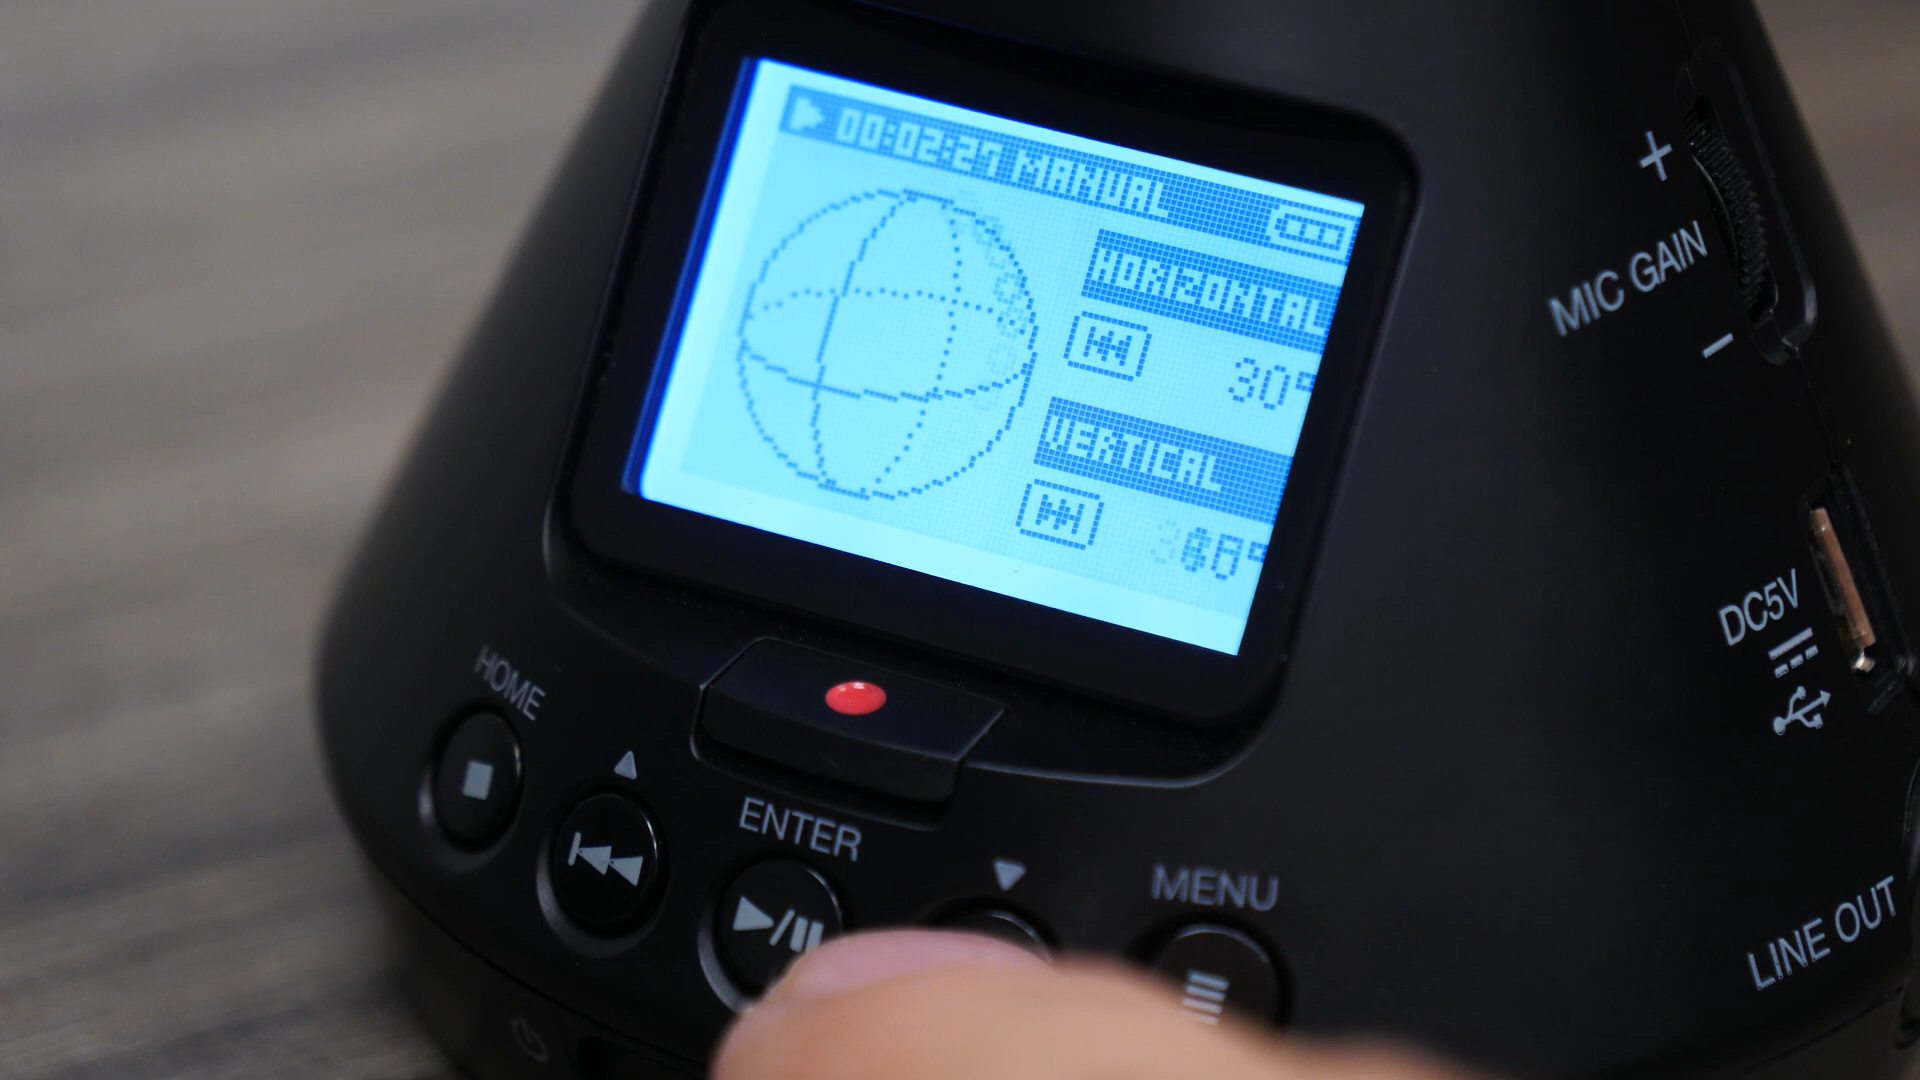 00:02:27 MANUAL
HORIZONTAL
30°
VERTICAL
+
MIC GAIN
−
DC5V
HOME
ENTER
MENU
LINE OUT